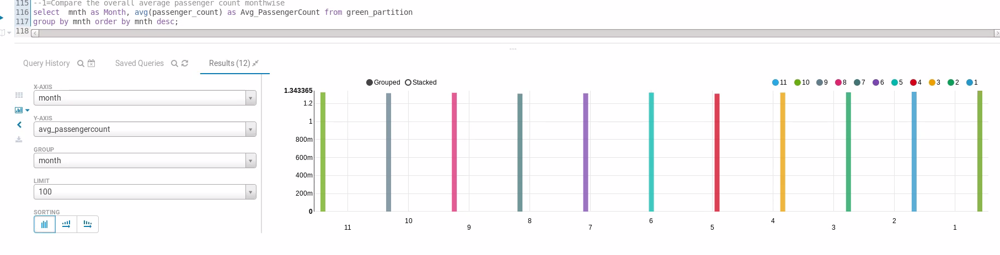 115 --1=Compare the overall average passenger count monthwise
116 select  mnth as Month, avg(passenger_count) as Avg_PassengerCount from green_partition
117 group by mnth order by mnth desc;
118
Query History
Saved Queries
Results (12)
X-AXIS
month
Y-AXIS
avg_passengercount
GROUP
month
LIMIT
100
SORTING
Grouped Stacked
11 10 9 8 7 6 5 4 3 2 1
1.343365
1.2
1
800m
600m
400m
200m
0
11 10 9 8 7 6 5 4 3 2 1